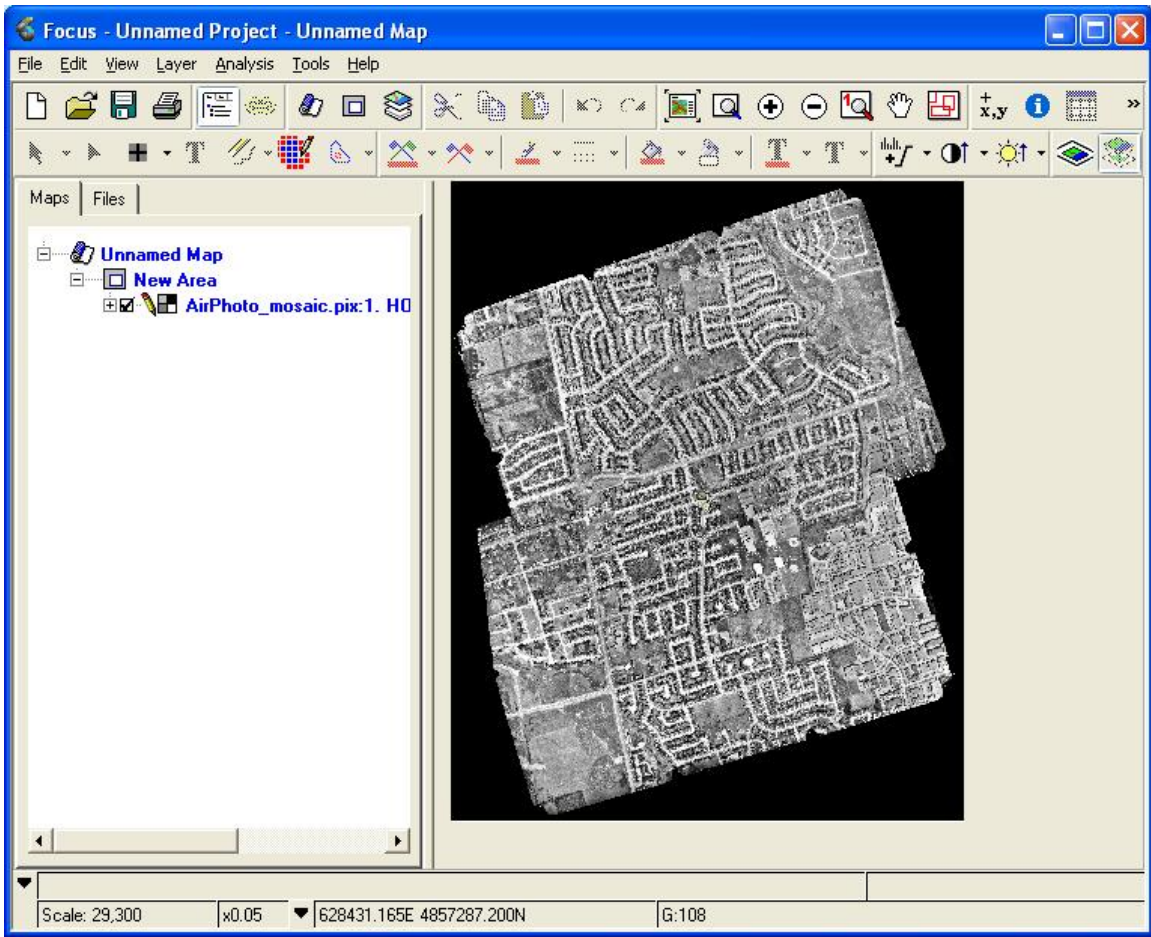 Focus - Unnamed Project - Unnamed Map
File Edit View Layer Analysis Tools Help
x,y
»
Maps Files
Unnamed Map
New Area
AirPhoto_mosaic.pix:1. HO
Scale: 29,300 x0.05 628431.165E 4857287.200N G:108